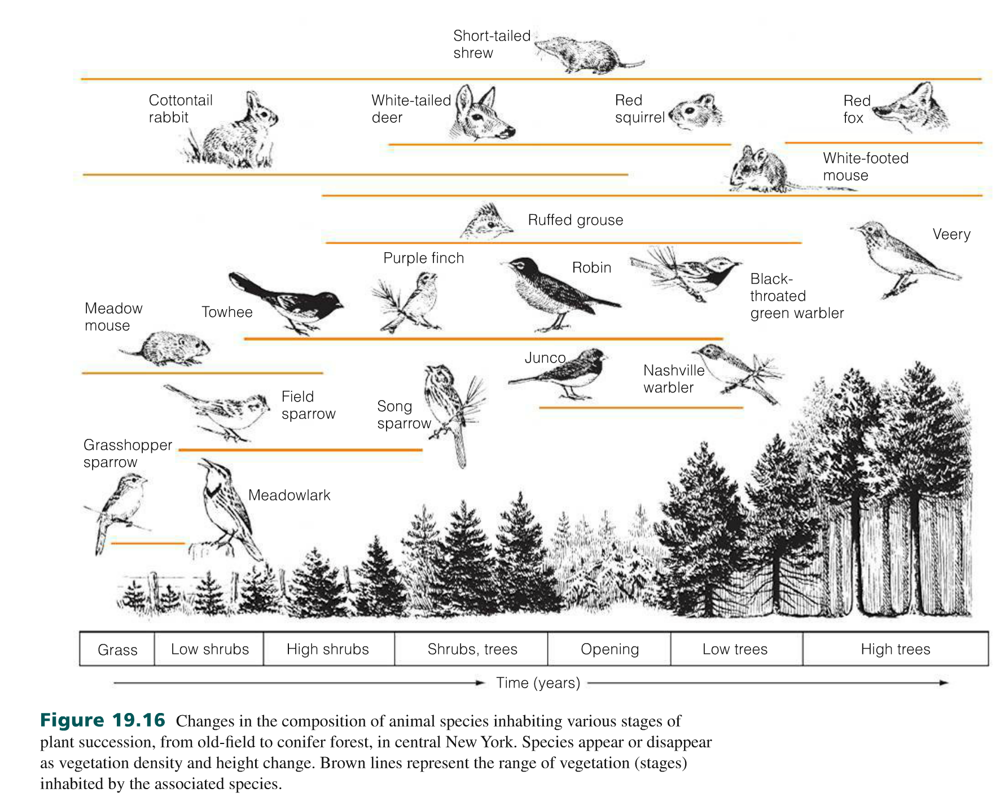 Short-tailed
shrew
Cottontail
rabbit
White-tailed
deer
Red
squirrel
Red
fox
White-footed
mouse
Ruffed grouse
Veery
Purple finch
Robin
Black-
throated
green warbler
Towhee
Meadow
mouse
Junco
Nashville
warbler
Field
sparrow
Song
sparrow
Grasshopper
sparrow
Meadowlark
Grass
Low shrubs
High shrubs
Shrubs, trees
Opening
Low trees
High trees
Time (years)
Figure 19.16 Changes in the composition of animal species inhabiting various stages of
plant succession, from old-field to conifer forest, in central New York. Species appear or disappear
as vegetation density and height change. Brown lines represent the range of vegetation (stages)
inhabited by the associated species.